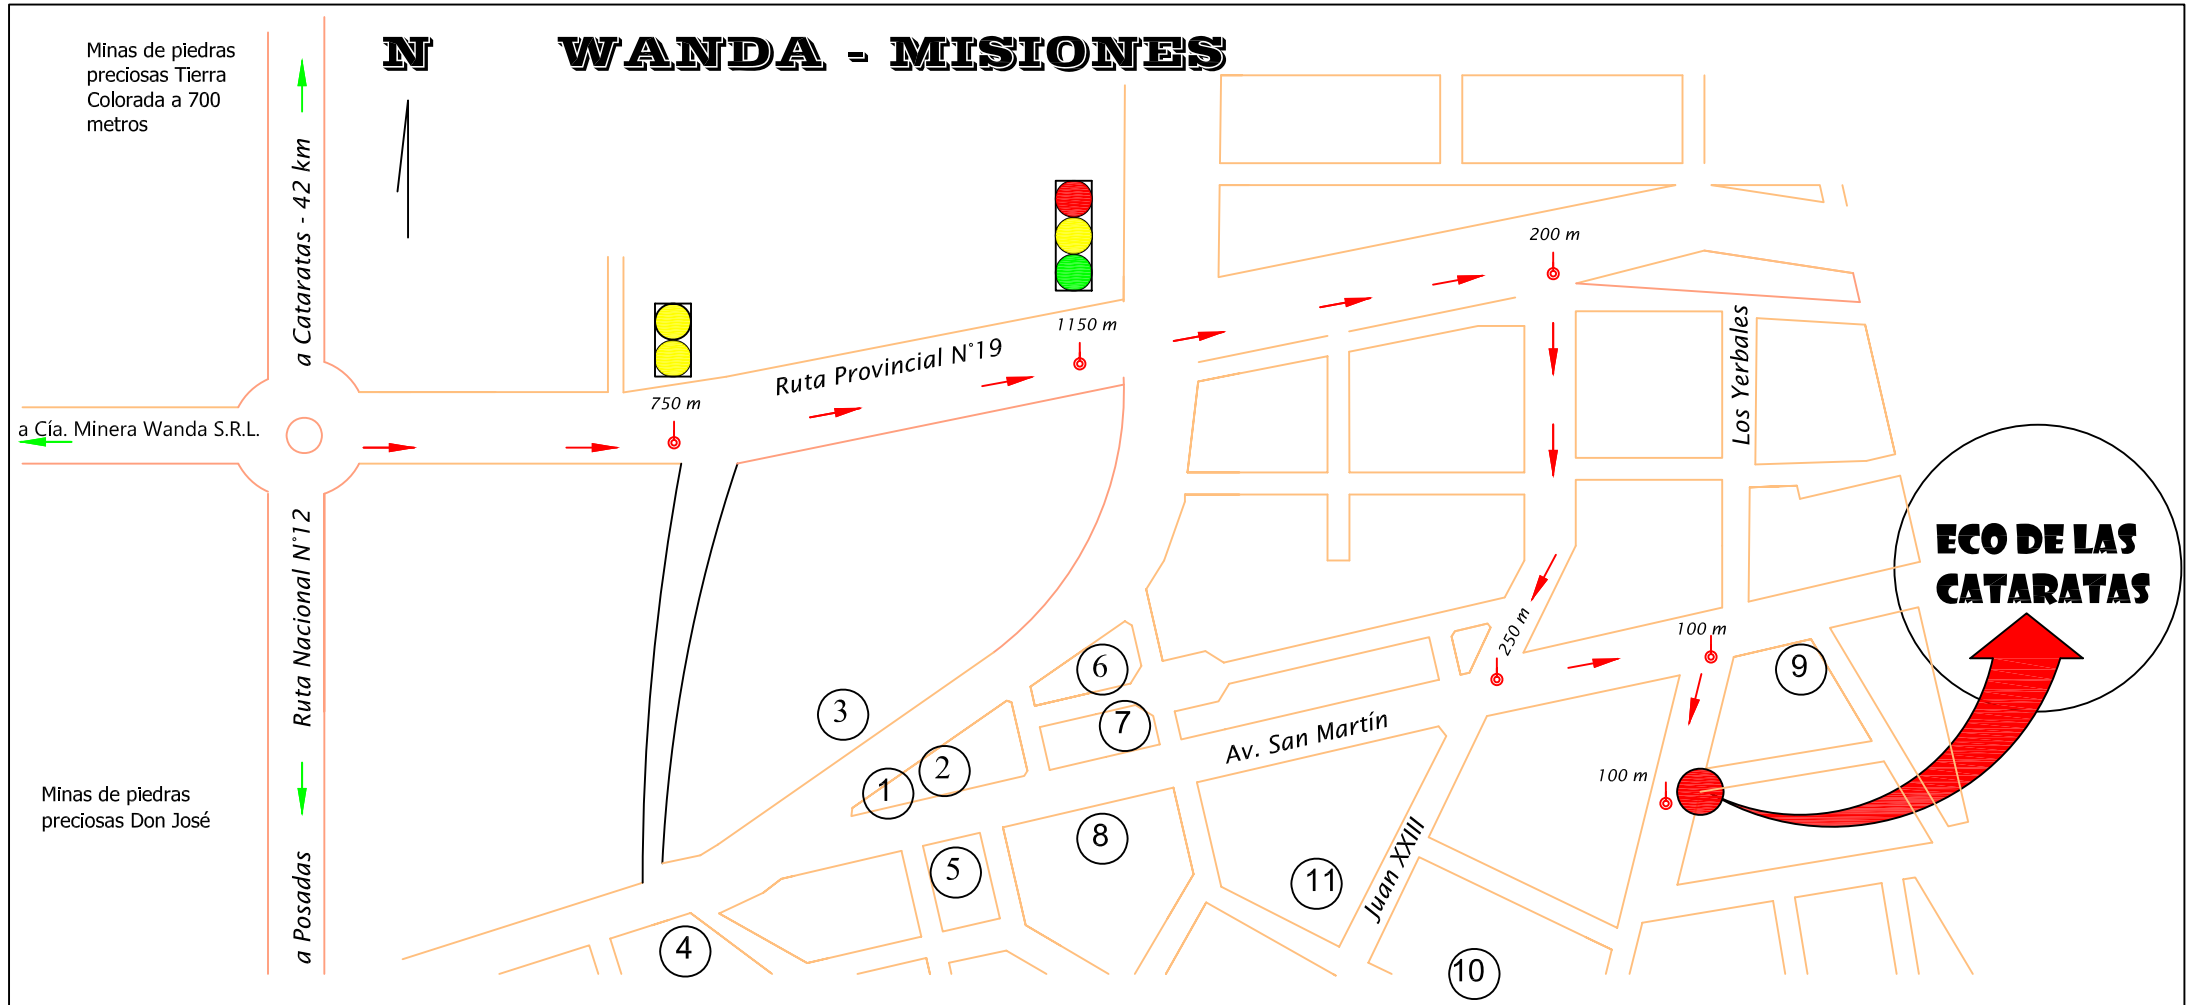 N
WANDA - MISIONES
Minas de piedras
preciosas Tierra
Colorada a 700
metros
a Cataratas - 42 km
200 m
1150 m
Ruta Provincial N°19
750 m
Los Yerbales
a Cía. Minera Wanda S.R.L.
Ruta Nacional N°12
ECO DE LAS
CATARATAS
250 m
100 m
6
9
3
7
Av. San Martín
2
1
100 m
Minas de piedras
preciosas Don José
8
5
11
Juan XXIII
a Posadas
4
10